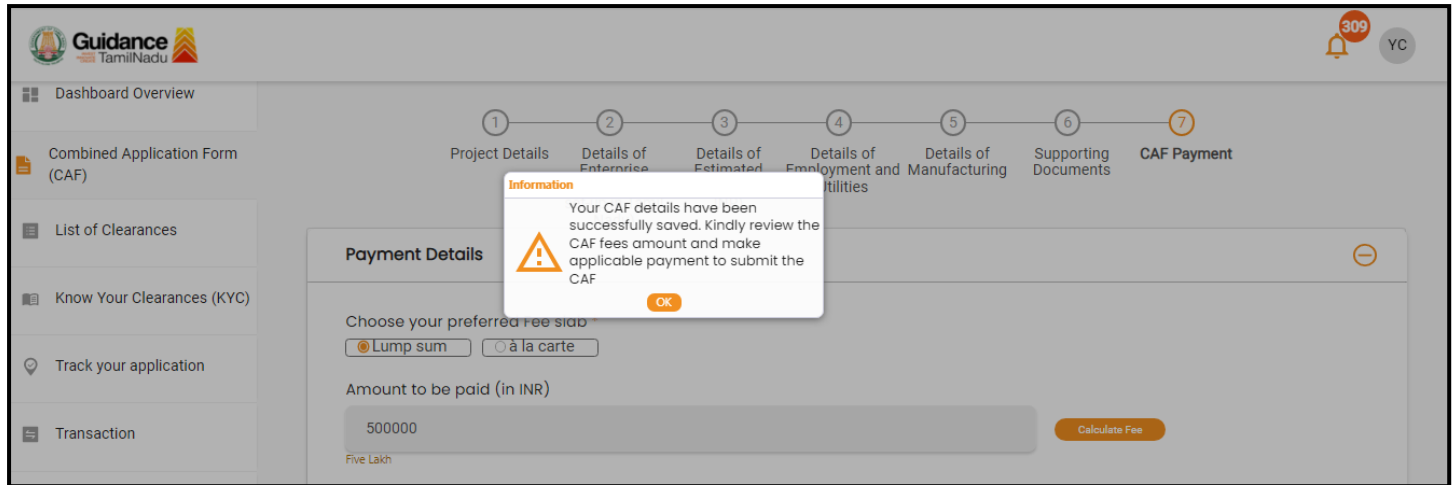 Guidance
TamilNadu
309
YC
Dashboard Overview
Combined Application Form
(CAF)
List of Clearances
Know Your Clearances (KYC)
Track your application
Transaction
1
2
3
4
5
6
7
Project Details
Details of
Enterprise
Details of
Estimated
Details of
Employment and
Utilities
Details of
Manufacturing
Supporting
Documents
CAF Payment
Information
Your CAF details have been
successfully saved. Kindly review the
CAF fees amount and make
applicable payment to submit the
CAF
OK
Payment Details
Choose your preferred Fee slab *
Lump sum
à la carte
Amount to be paid (in INR)
500000
Calculate Fee
Five Lakh